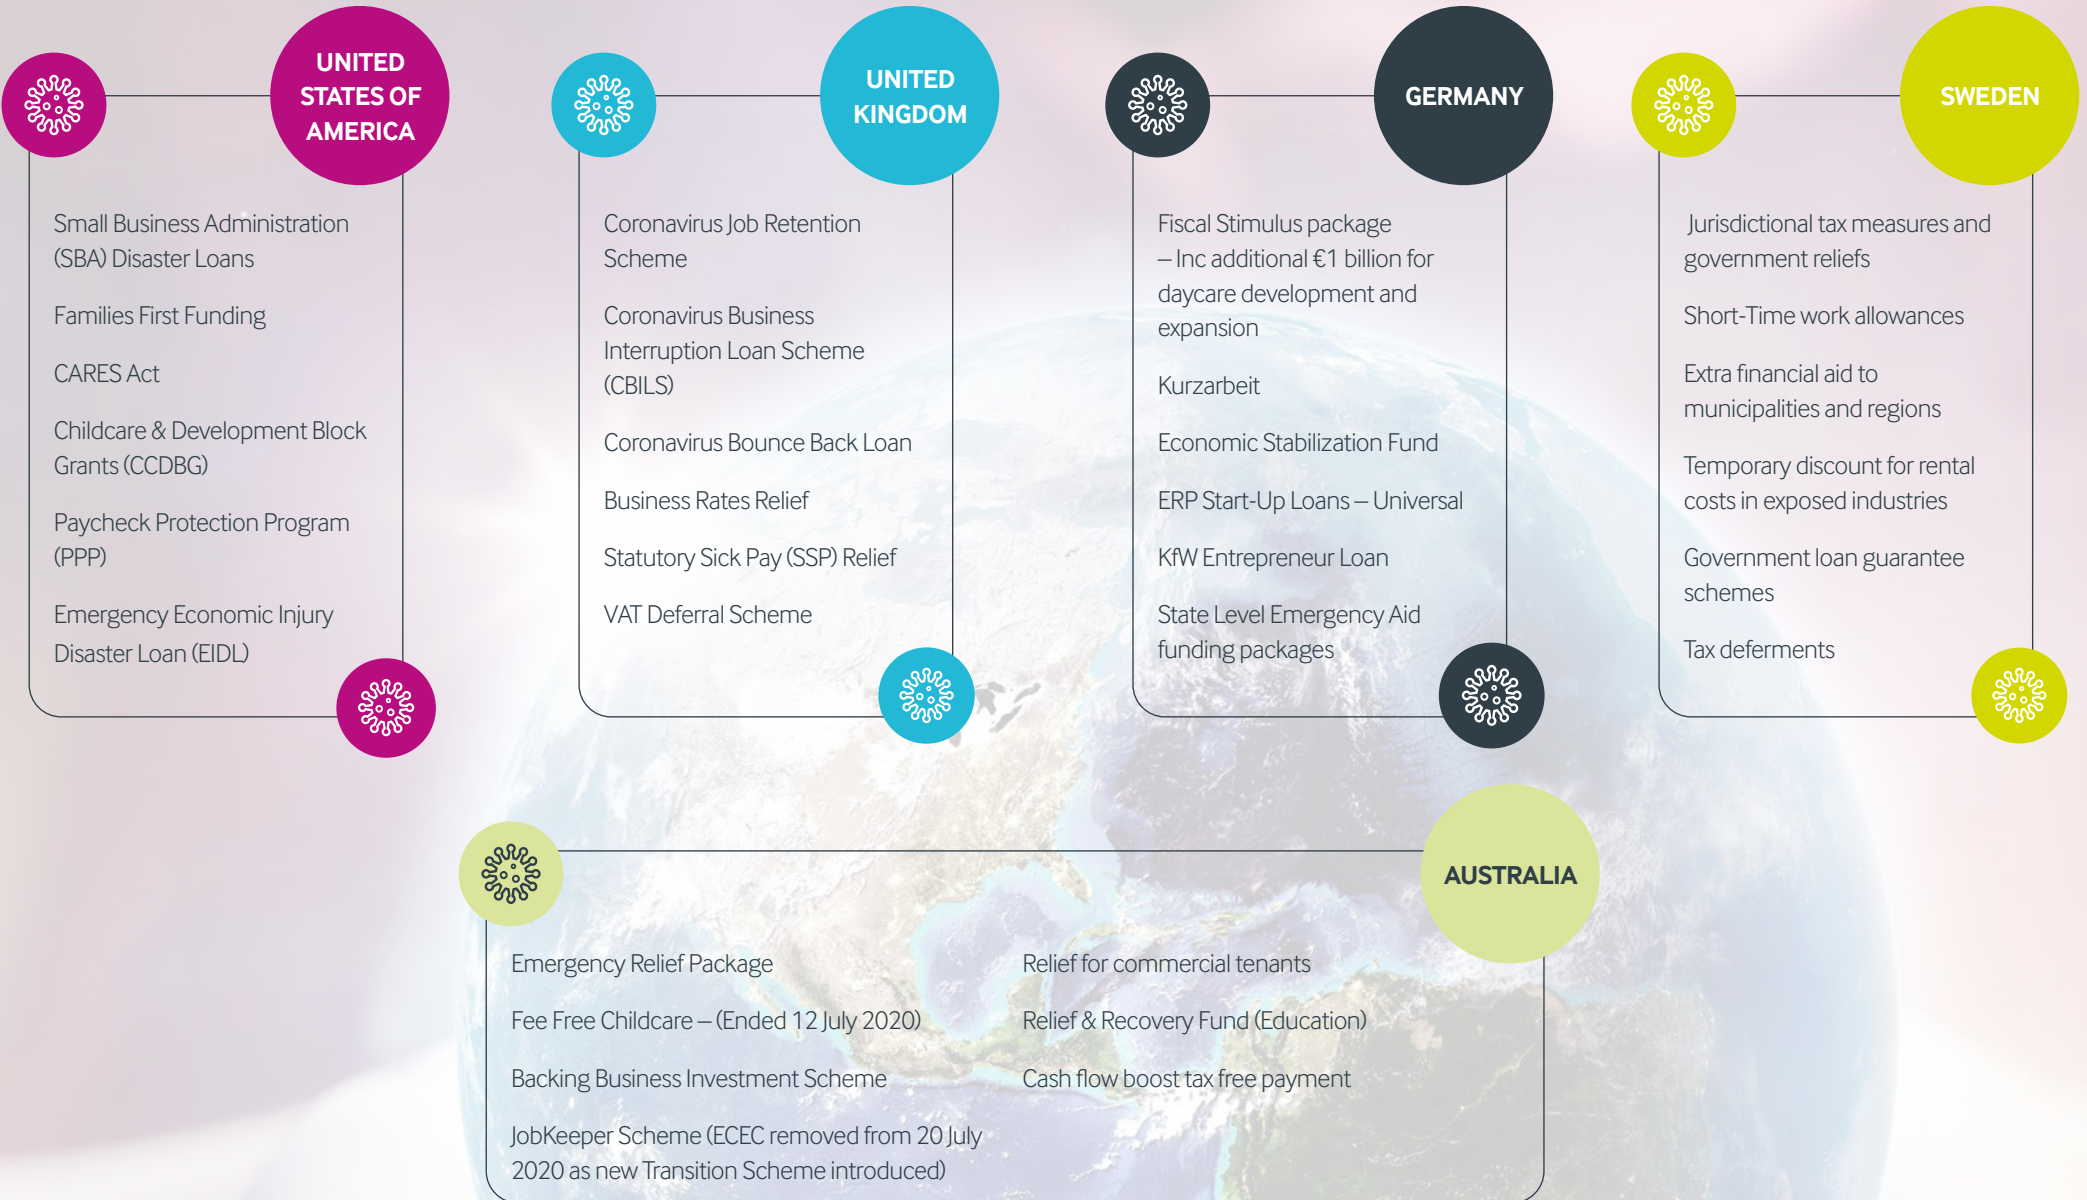 UNITED
STATES OF
AMERICA
Small Business Administration
(SBA) Disaster Loans
Families First Funding
CARES Act
Childcare & Development Block
Grants (CCDBG)
Paycheck Protection Program
(PPP)
Emergency Economic Injury
Disaster Loan (EIDL)
UNITED
KINGDOM
Coronavirus Job Retention
Scheme
Coronavirus Business
Interruption Loan Scheme
(CBILS)
Coronavirus Bounce Back Loan
Business Rates Relief
Statutory Sick Pay (SSP) Relief
VAT Deferral Scheme
GERMANY
Fiscal Stimulus package
– Inc additional €1 billion for
daycare development and
expansion
Kurzarbeit
Economic Stabilization Fund
ERP Start-Up Loans – Universal
KfW Entrepreneur Loan
State Level Emergency Aid
funding packages
SWEDEN
Jurisdictional tax measures and
government reliefs
Short-Time work allowances
Extra financial aid to
municipalities and regions
Temporary discount for rental
costs in exposed industries
Government loan guarantee
schemes
Tax deferments
AUSTRALIA
Emergency Relief Package
Fee Free Childcare – (Ended 12 July 2020)
Backing Business Investment Scheme
JobKeeper Scheme (ECEC removed from 20 July
2020 as new Transition Scheme introduced)
Relief for commercial tenants
Relief & Recovery Fund (Education)
Cash flow boost tax free payment